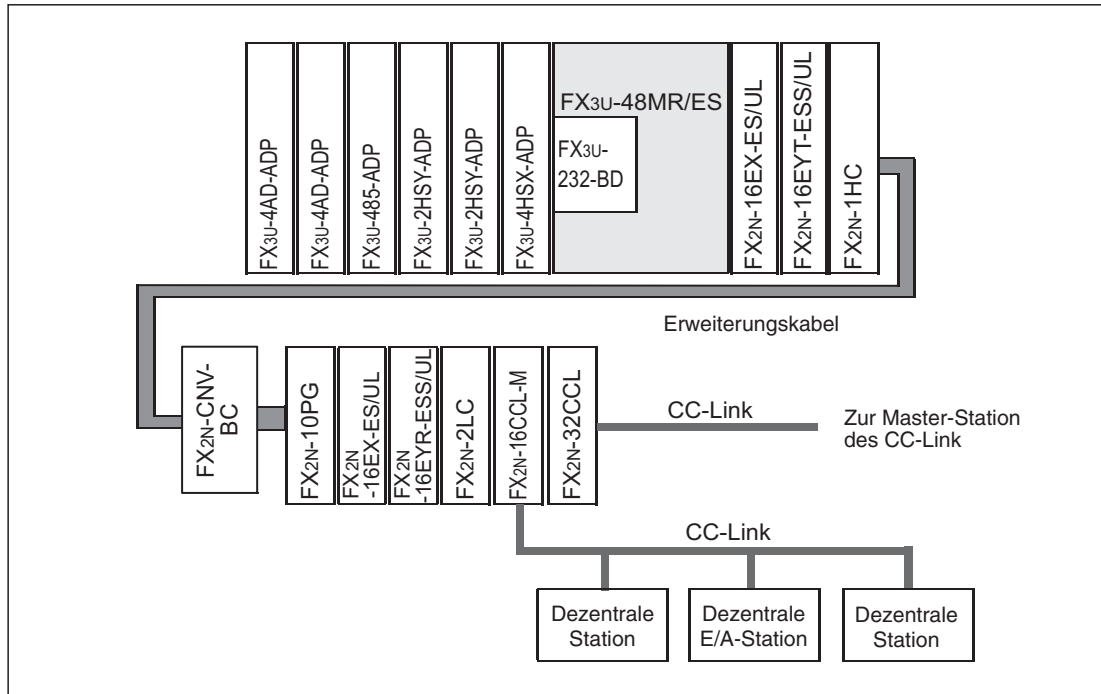 FX3U-4AD-ADP
FX3U-4AD-ADP
FX3U-485-ADP
FX3U-2HSY-ADP
FX3U-2HSY-ADP
FX3U-4HSX-ADP
FX3U-48MR/ES
FX3U-
232-BD
FX2N-16EX-ES/UL
FX2N-16EYT-ESS/UL
FX2N-1HC
Erweiterungskabel
FX2N-CNV-
BC
FX2N-10PG
FX2N
-16EX-ES/UL
FX2N
-16EYR-ESS/UL
FX2N-2LC
FX2N-16CCL-M
FX2N-32CCL
CC-Link
Zur Master-Station
des CC-Link
CC-Link
Dezentrale
Station
Dezentrale
E/A-Station
Dezentrale
Station